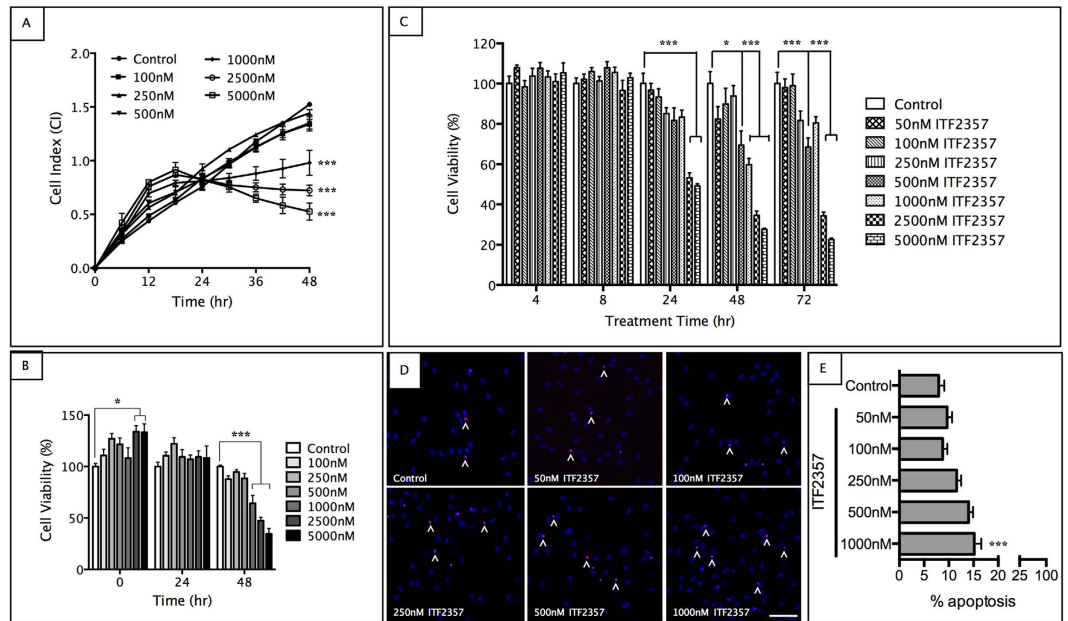 A
Cell Index (CI)
2.0
1.5
1.0
0.5
0.0
Control
100nM
250nM
500nM
1000nM
2500nM
5000nM
***
***
***
0 12 24 36 48
Time (hr)
C
Cell Viability (%)
120
100
80
60
40
20
0
*** * *** *** ***
4 8 24 48 72
Treatment Time (hr)
Control
50nM ITF2357
100nM ITF2357
250nM ITF2357
500nM ITF2357
1000nM ITF2357
2500nM ITF2357
5000nM ITF2357
B
Cell Viability (%)
150
100
50
0
* ***
0 24 48
Time (hr)
Control
100nM
250nM
500nM
1000nM
2500nM
5000nM
D
Control 50nM ITF2357 100nM ITF2357
250nM ITF2357 500nM ITF2357 1000nM ITF2357
E
ITF2357
Control
50nM
100nM
250nM
500nM
1000nM ***
0 5 10 15 20 25 100
% apoptosis